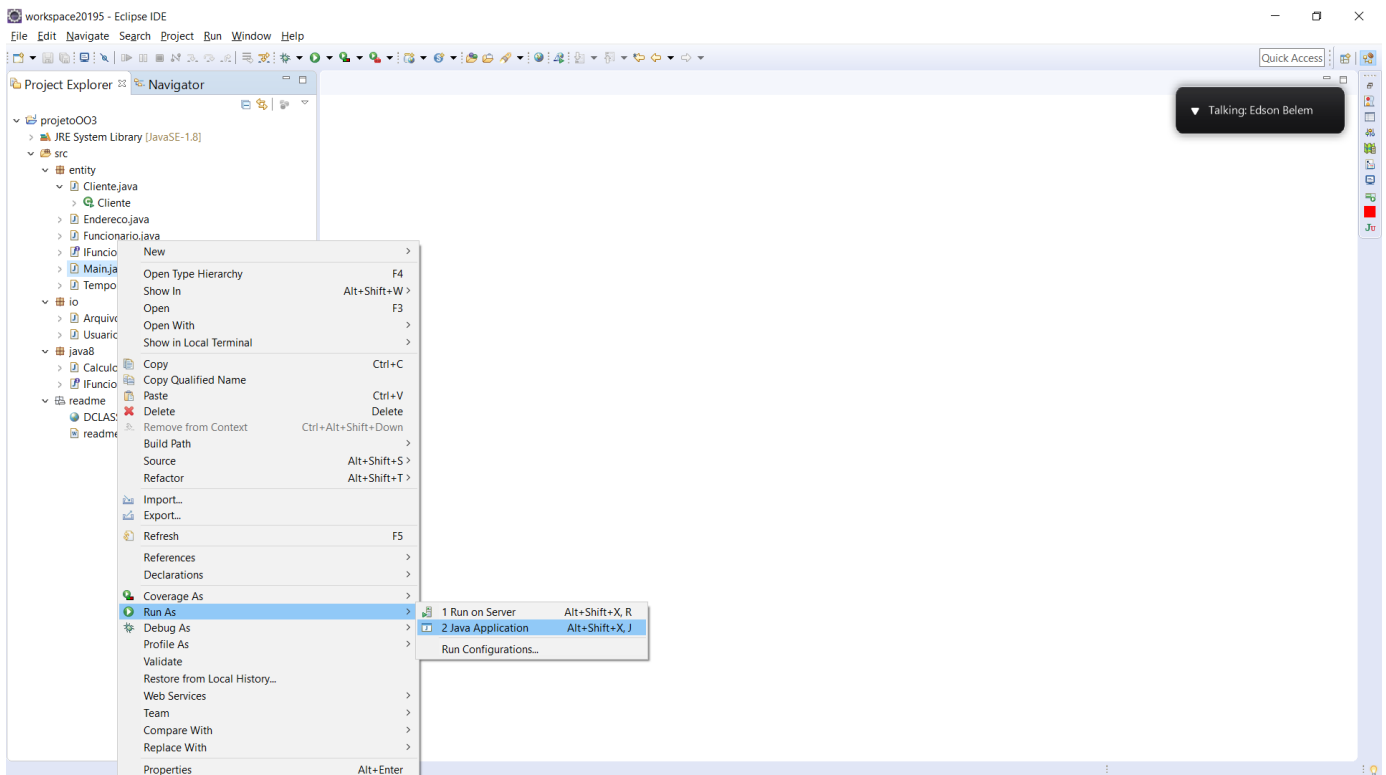 workspace20195 - Eclipse IDE
File Edit Navigate Search Project Run Window Help
Quick Access
Project Explorer Navigator
Talking: Edson Belem
projetoOO3
JRE System Library [JavaSE-1.8]
src
entity
Cliente.java
Cliente
Endereco.java
Funcionario.java
IFuncio
Main.ja
Tempo
io
Arquivo
Usuario
java8
Calculo
IFuncio
readme
DCLAS
readme
New
Open Type Hierarchy F4
Show In Alt+Shift+W
Open F3
Open With
Show in Local Terminal
Copy Ctrl+C
Copy Qualified Name
Paste Ctrl+V
Delete Delete
Remove from Context Ctrl+Alt+Shift+Down
Build Path
Source Alt+Shift+S
Refactor Alt+Shift+T
Import...
Export...
Refresh F5
References
Declarations
Coverage As
Run As
Debug As
Profile As
Validate
Restore from Local History...
Web Services
Team
Compare With
Replace With
Properties Alt+Enter
1 Run on Server Alt+Shift+X, R
2 Java Application Alt+Shift+X, J
Run Configurations...
Ju